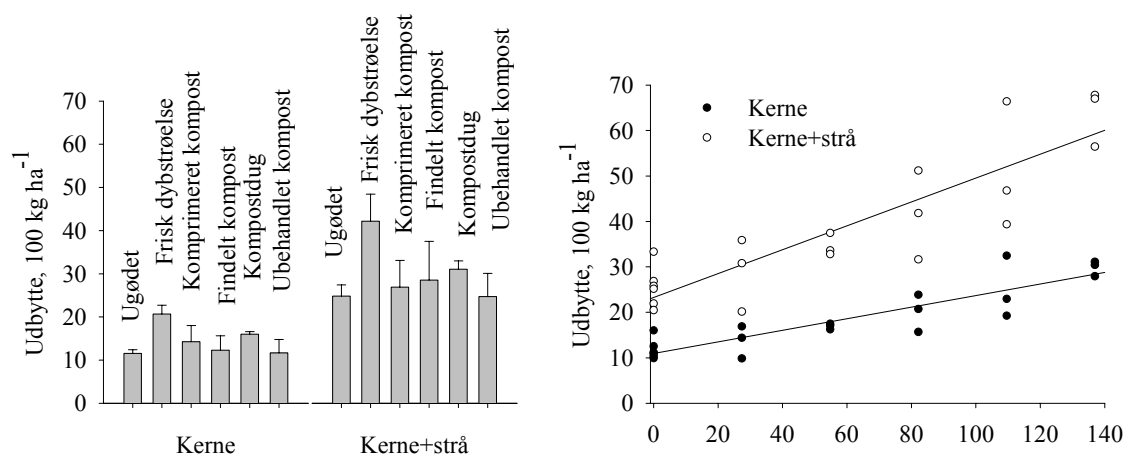 Udbytte, 100 kg ha-1
70
60
50
40
30
20
10
0
Ugødet
Frisk dybstrøelse
Komprimeret kompost
Findelt kompost
Kompostdug
Ubehandlet kompost
Kerne
Ugødet
Frisk dybstrøelse
Komprimeret kompost
Findelt kompost
Kompostdug
Ubehandlet kompost
Kerne+strå
Udbytte, 100 kg ha-1
70
60
50
40
30
20
10
0
Kerne
Kerne+strå
0 20 40 60 80 100 120 140